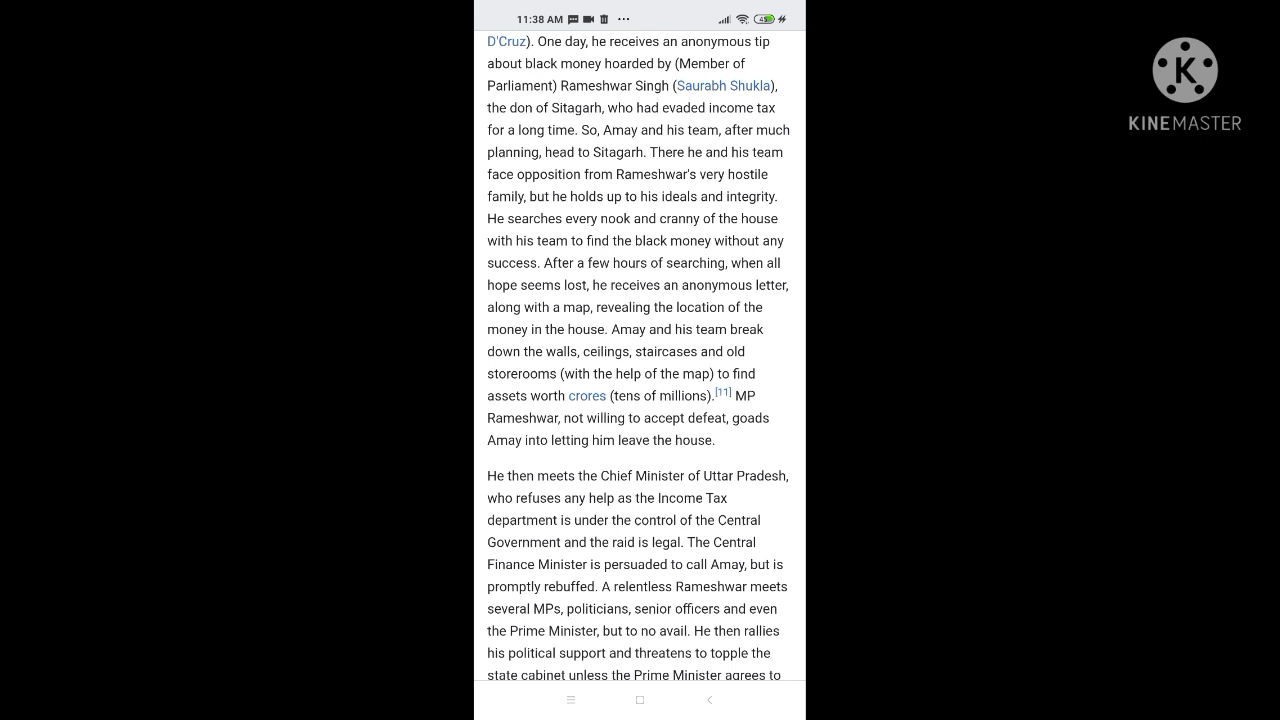 11:38 AM
45
D'Cruz). One day, he receives an anonymous tip
about black money hoarded by (Member of
Parliament) Rameshwar Singh (Saurabh Shukla),
the don of Sitagarh, who had evaded income tax
for a long time. So, Amay and his team, after much
planning, head to Sitagarh. There he and his team
face opposition from Rameshwar's very hostile
family, but he holds up to his ideals and integrity.
He searches every nook and cranny of the house
with his team to find the black money without any
success. After a few hours of searching, when all
hope seems lost, he receives an anonymous letter,
along with a map, revealing the location of the
money in the house. Amay and his team break
down the walls, ceilings, staircases and old
storerooms (with the help of the map) to find
assets worth crores (tens of millions).[11] MP
Rameshwar, not willing to accept defeat, goads
Amay into letting him leave the house.
He then meets the Chief Minister of Uttar Pradesh,
who refuses any help as the Income Tax
department is under the control of the Central
Government and the raid is legal. The Central
Finance Minister is persuaded to call Amay, but is
promptly rebuffed. A relentless Rameshwar meets
several MPs, politicians, senior officers and even
the Prime Minister, but to no avail. He then rallies
his political support and threatens to topple the
state cabinet unless the Prime Minister agrees to
K
KINEMASTER